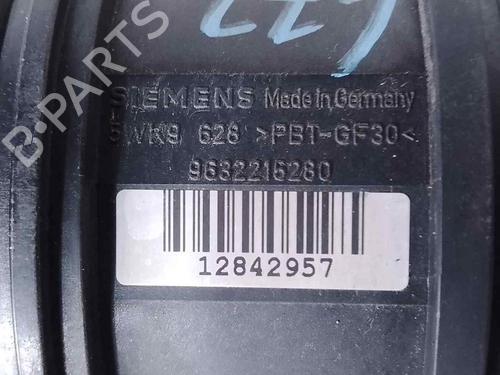 B-PARTS
SIEMENS Made in Germany
5WK9 628 >PBT-GF30<
9632215280
12842957